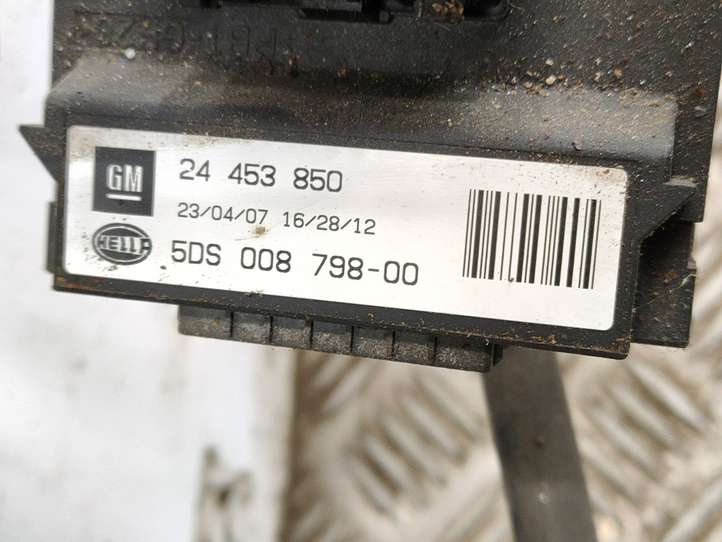 GM
24 453 850
23/04/07 16/28/12
HELLA
5DS 008 798-00